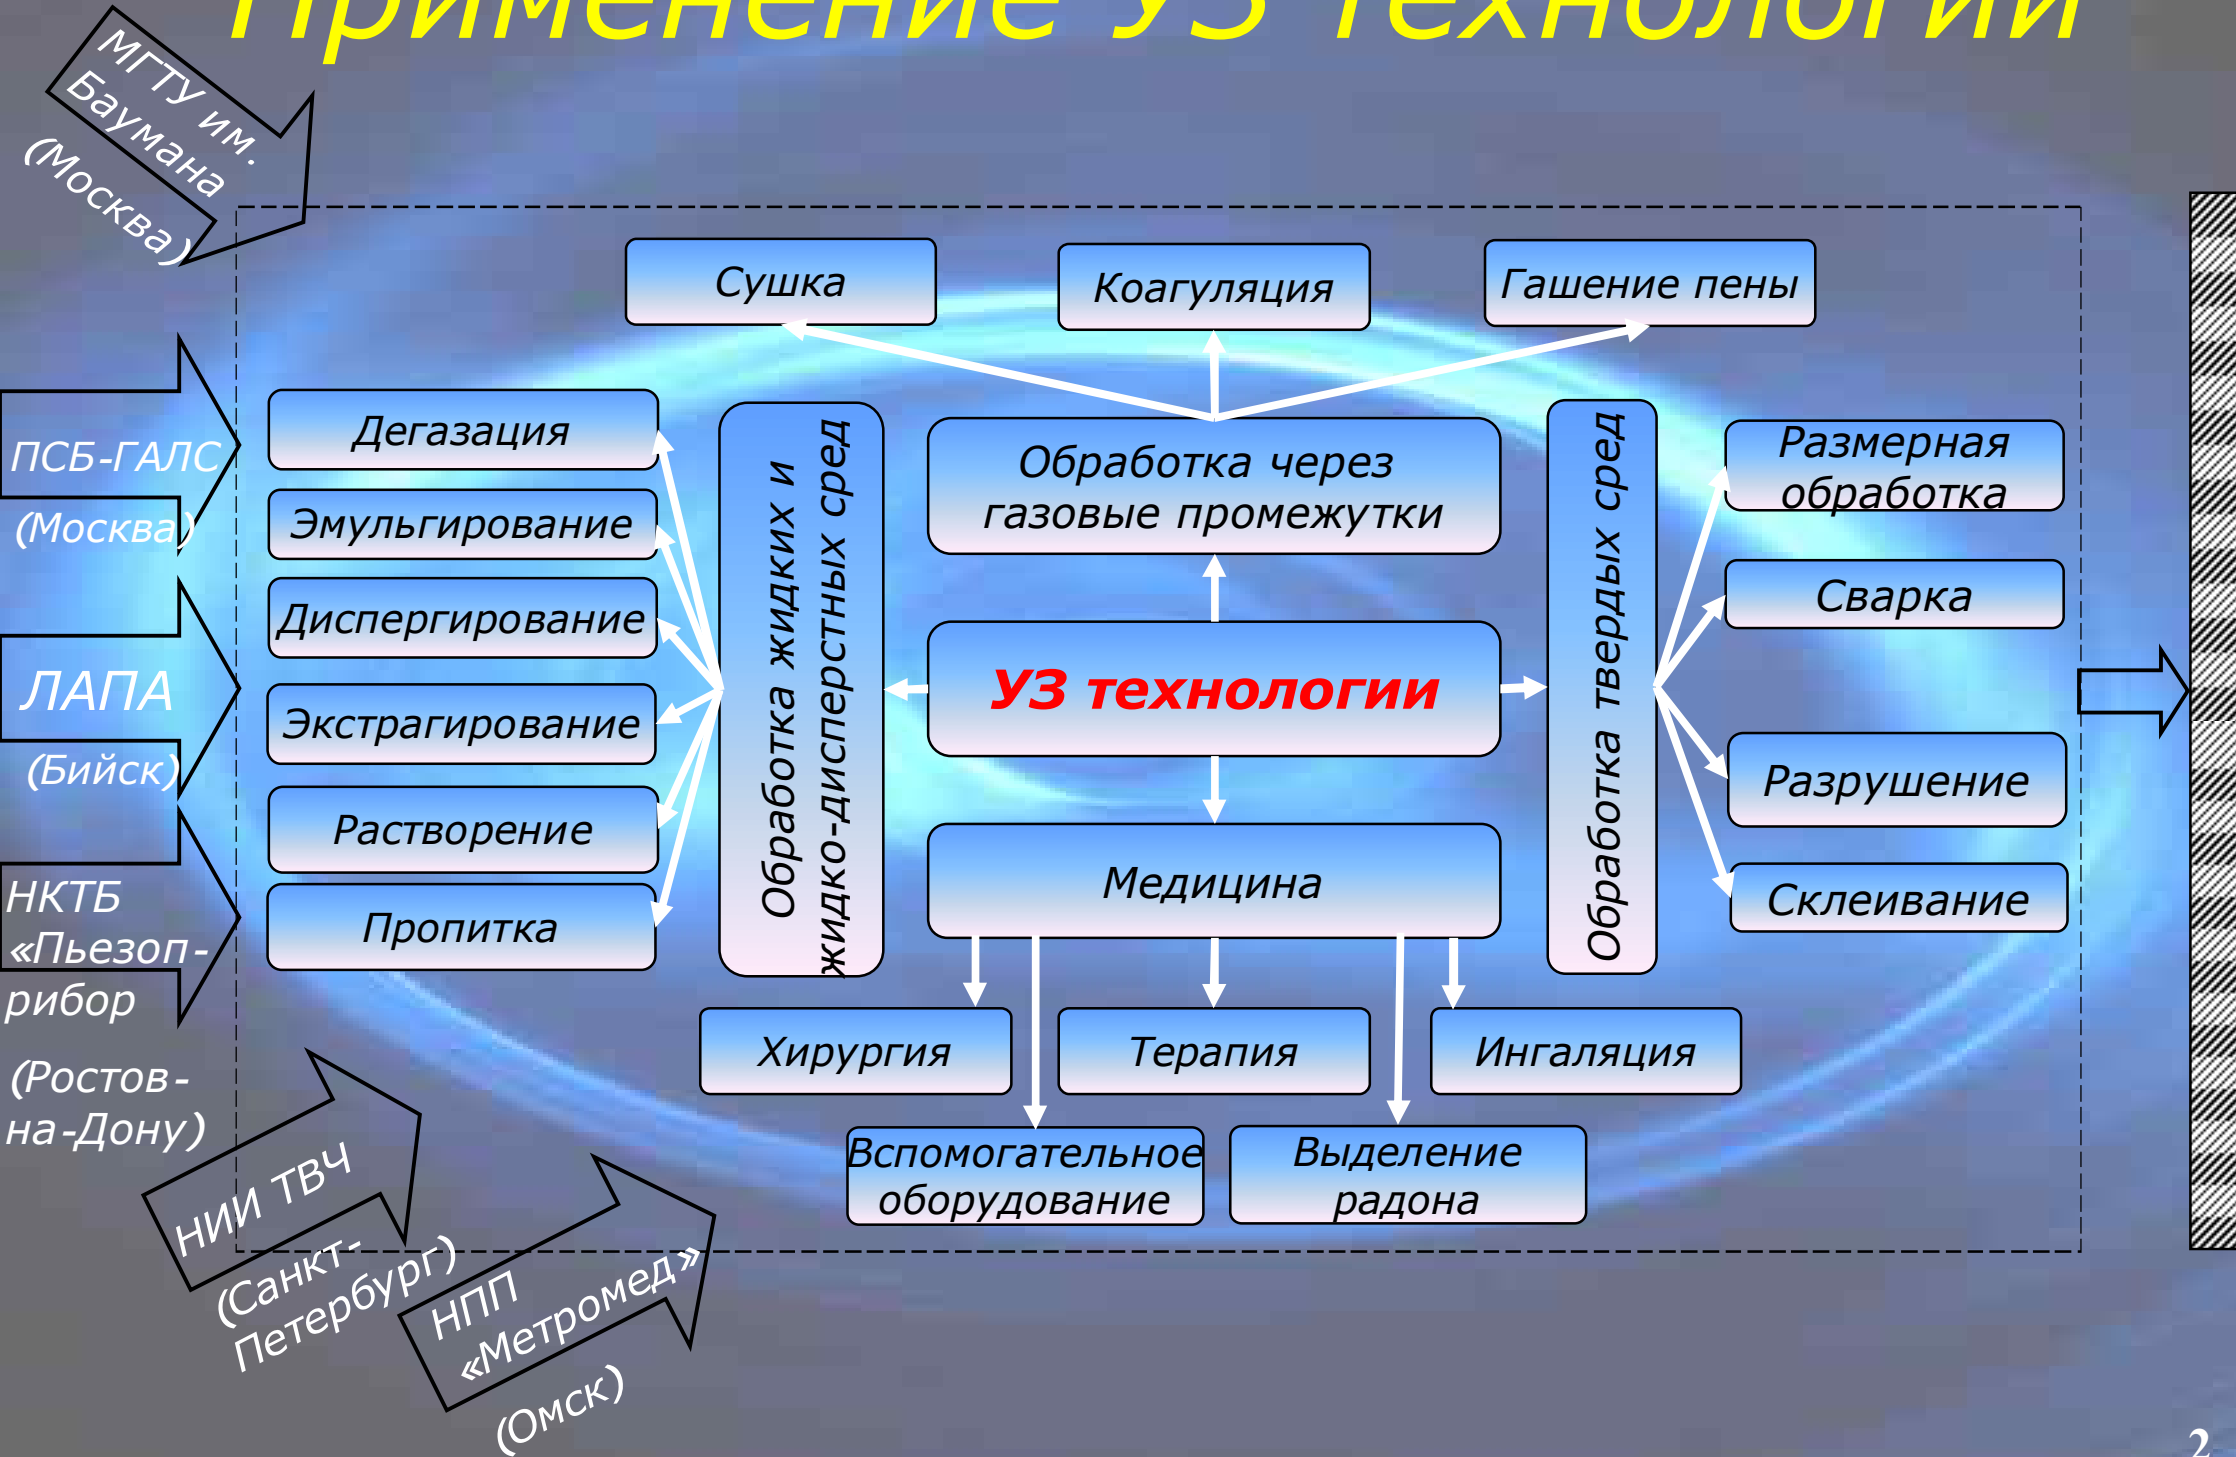 Применение УЗ технологий
МГТУ им.
Баумана
(Москва)
Сушка
Коагуляция
Гашение пены
ПСБ-ГАЛС
(Москва)
ЛАПА
(Бийск)
НКТБ
«Пьезоп-
рибор
(Ростов-
на-Дону)
Дегазация
Эмульгирование
Диспергирование
Экстрагирование
Растворение
Пропитка
Обработка жидких и
жидко-дисперстных сред
Обработка через
газовые промежутки
УЗ технологии
Медицина
Обработка твердых сред
Размерная
обработка
Сварка
Разрушение
Склеивание
Хирургия
Терапия
Ингаляция
Вспомогательное
оборудование
Выделение
радона
НИИ ТВЧ
(Санкт-
Петербург)
НПП
«Метромед»
(Омск)
2